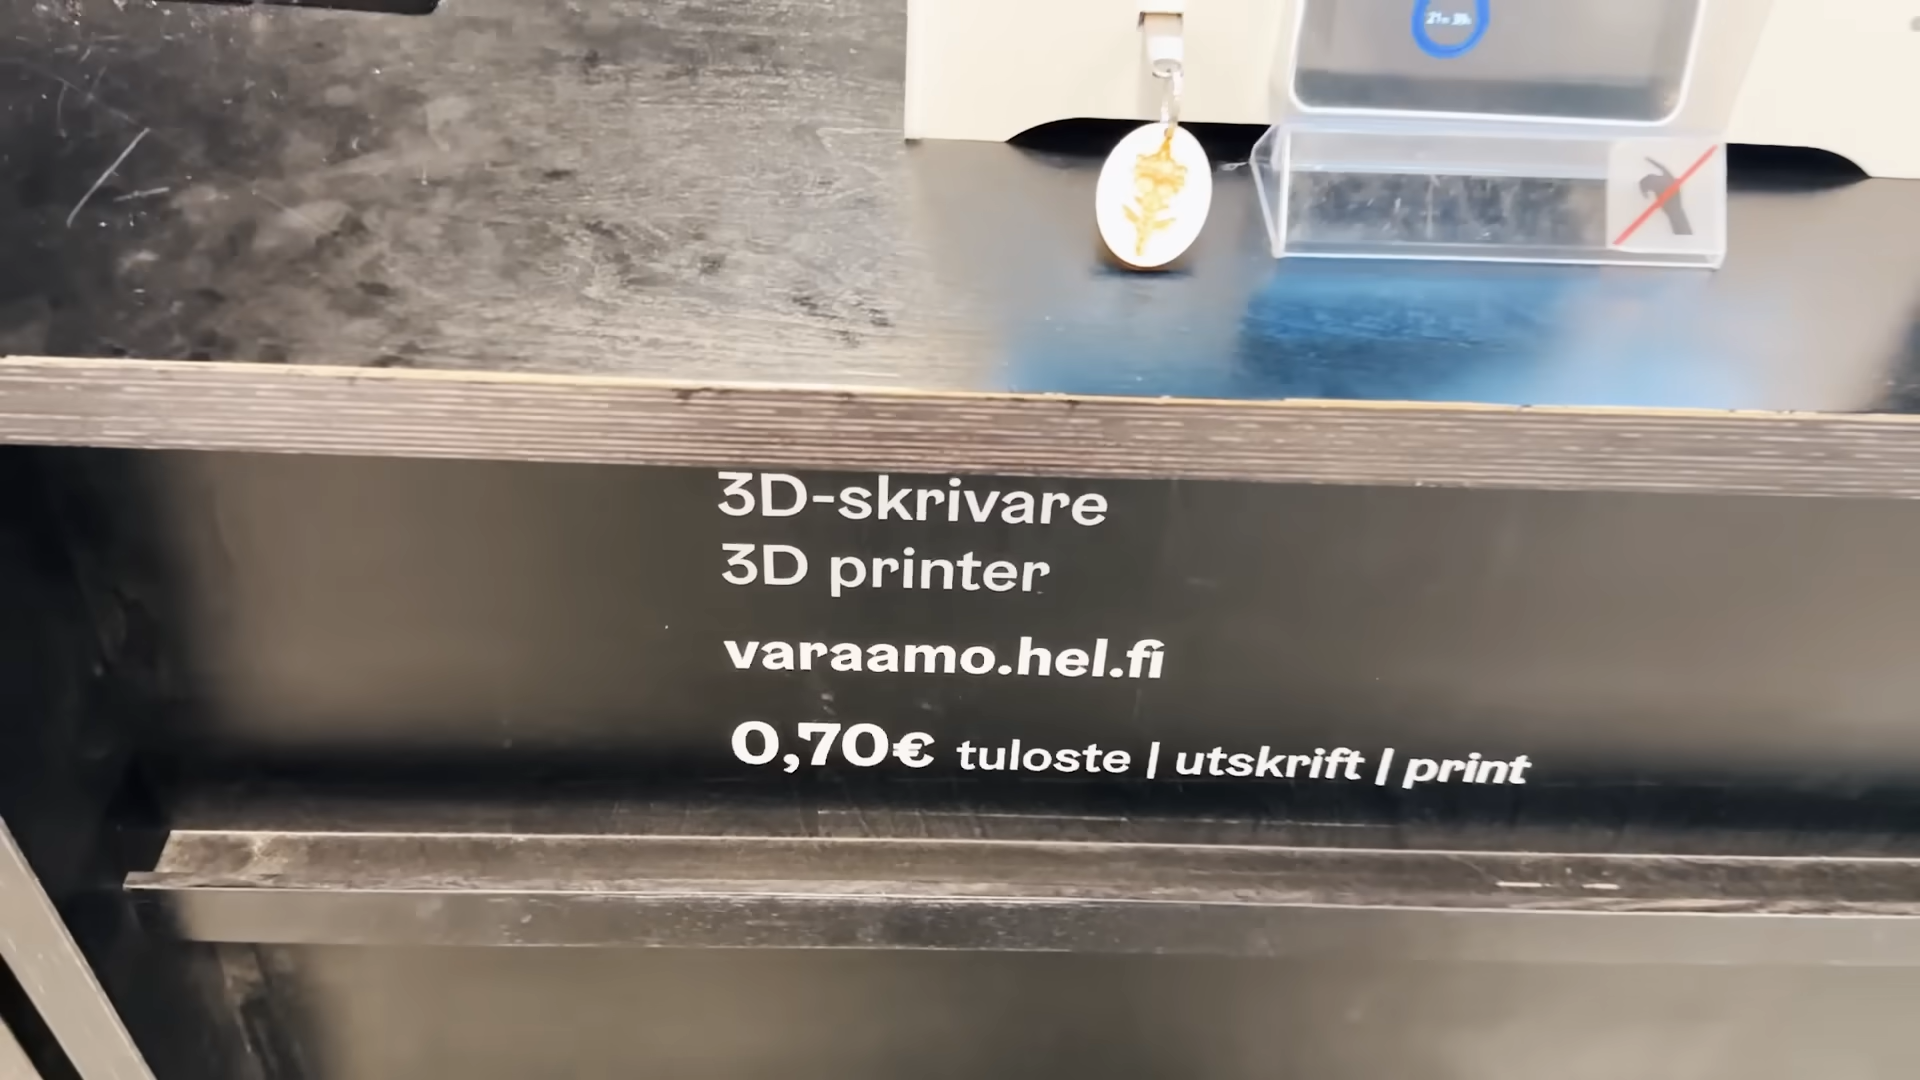 3D-skrivare
3D printer
varaamo.hel.fi
0,70€ tuloste | utskrift | print